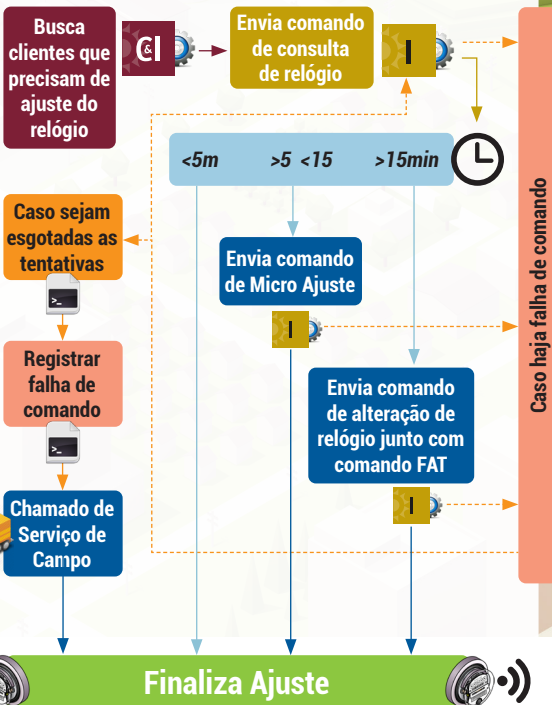 Busca
clientes que
precisam de
ajuste do
relógio
C&I
Envia comando
de consulta
de relógio
I
<5m >5 <15 >15min
Caso sejam
esgotadas as
tentativas
>_
Envia comando
de Micro Ajuste
I
Registrar
falha de
comando
>_
Envia comando
de alteração de
relógio junto com
comando FAT
I
Chamado de
Serviço de
Campo
Caso haja falha de comando
Finaliza Ajuste